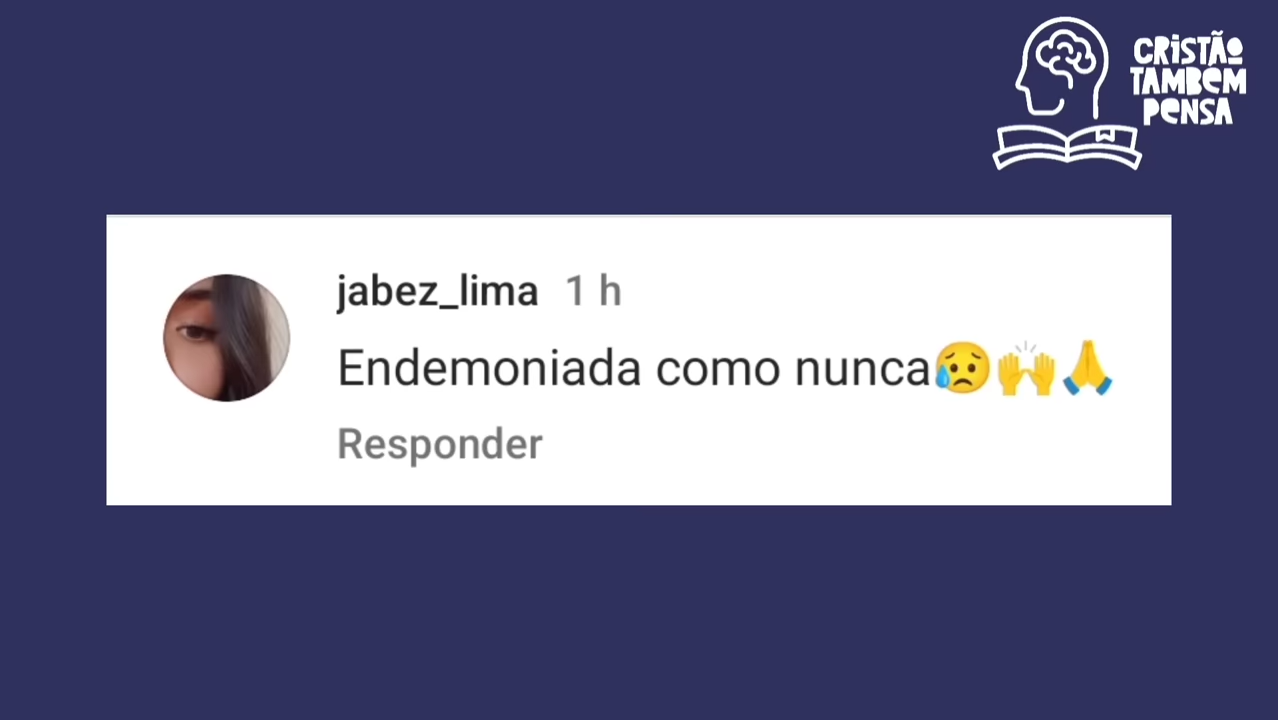 CRISTÃO
TAMBÉM
PENSA
jabez_lima 1 h
Endemoniada como nunca😥🙌🙏
Responder